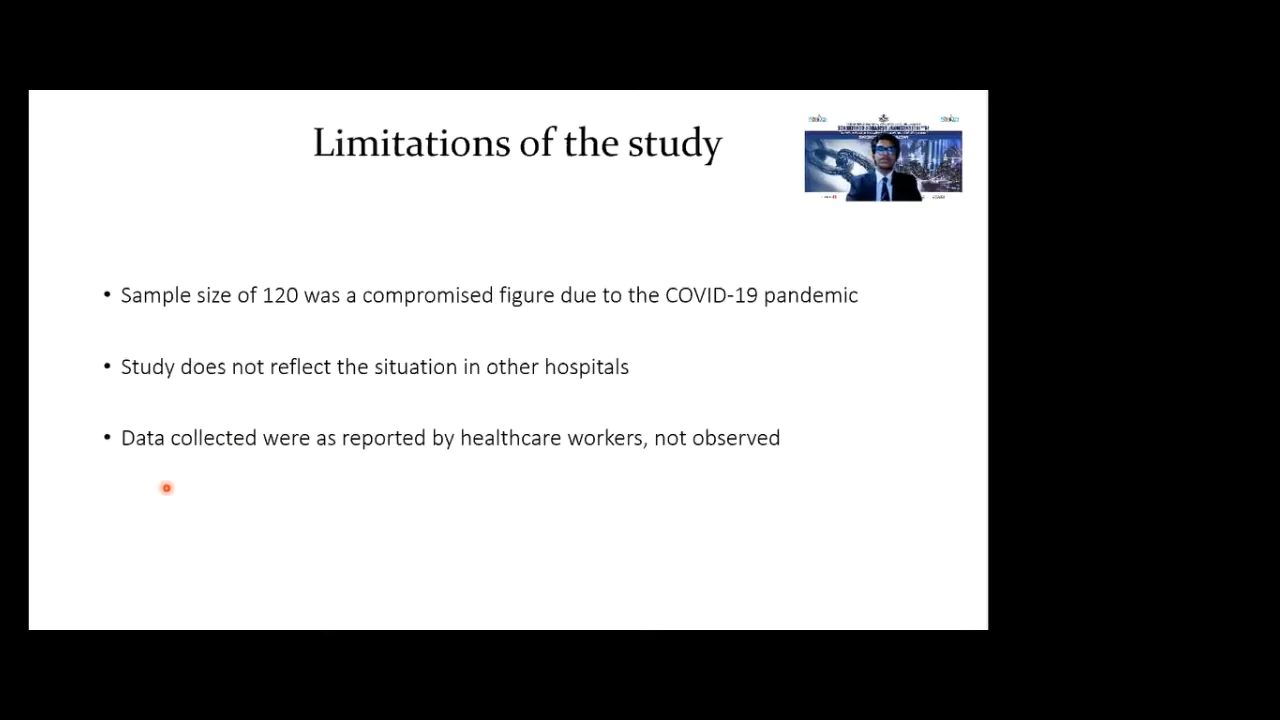 Limitations of the study
• Sample size of 120 was a compromised figure due to the COVID-19 pandemic
• Study does not reflect the situation in other hospitals
• Data collected were as reported by healthcare workers, not observed